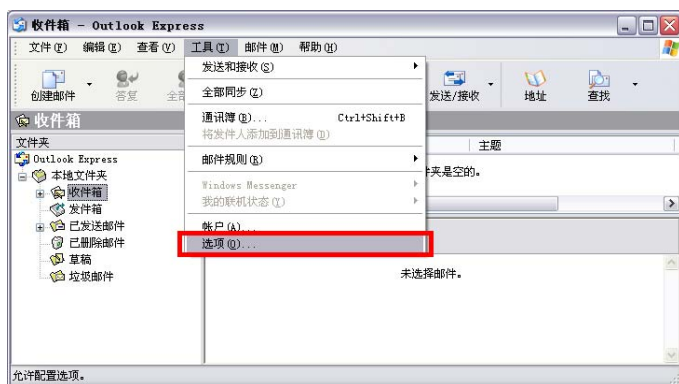 收件箱 - Outlook Express
文件(F) 编辑(E) 查看(V) 工具(T) 邮件(M) 帮助(H)
创建邮件 答复 全部 发送/接收 地址 查找
发送和接收(S)
全部同步(Z)
通讯簿(B)... Ctrl+Shift+B
将发件人添加到通讯簿(D)
邮件规则(R)
Windows Messenger
我的联机状态(Y)
帐户(A)...
选项(O)...
收件箱
文件夹
主题
Outlook Express
本地文件夹
收件箱
发件箱
已发送邮件
已删除邮件
草稿
垃圾邮件
夹是空的。
未选择邮件。
允许配置选项。